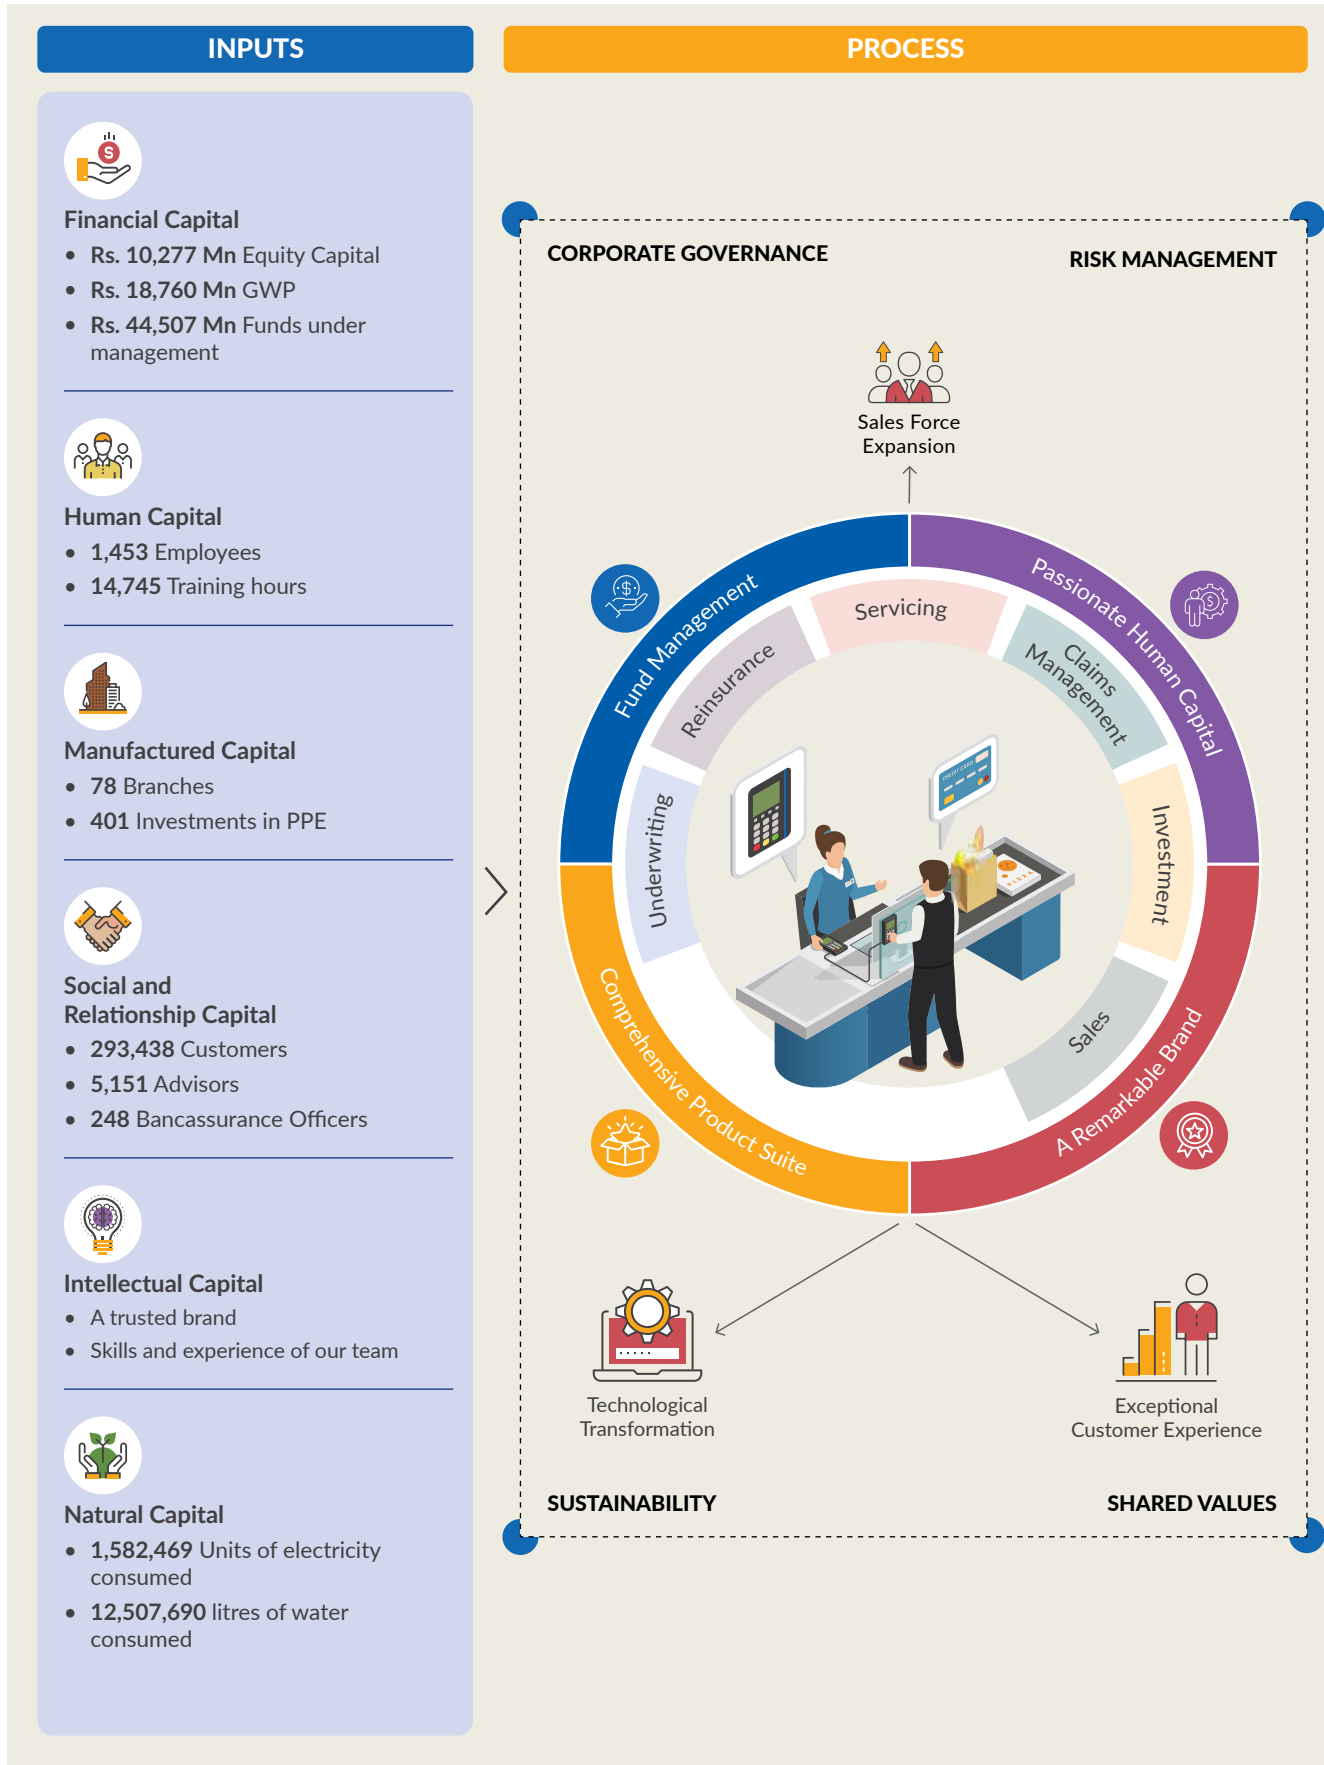 INPUTS
Financial Capital
• Rs. 10,277 Mn Equity Capital
• Rs. 18,760 Mn GWP
• Rs. 44,507 Mn Funds under
management
Human Capital
• 1,453 Employees
• 14,745 Training hours
Manufactured Capital
• 78 Branches
• 401 Investments in PPE
Social and
Relationship Capital
• 293,438 Customers
• 5,151 Advisors
• 248 Bancassurance Officers
Intellectual Capital
• A trusted brand
• Skills and experience of our team
Natural Capital
• 1,582,469 Units of electricity
consumed
• 12,507,690 litres of water
consumed
PROCESS
CORPORATE GOVERNANCE
RISK MANAGEMENT
Sales Force
Expansion
Fund Management
Passionate Human Capital
A Remarkable Brand
Comprehensive Product Suite
Underwriting
Reinsurance
Servicing
Claims
Management
Investment
Sales
CREDIT CARD
PIZZA
Technological
Transformation
Exceptional
Customer Experience
SUSTAINABILITY
SHARED VALUES